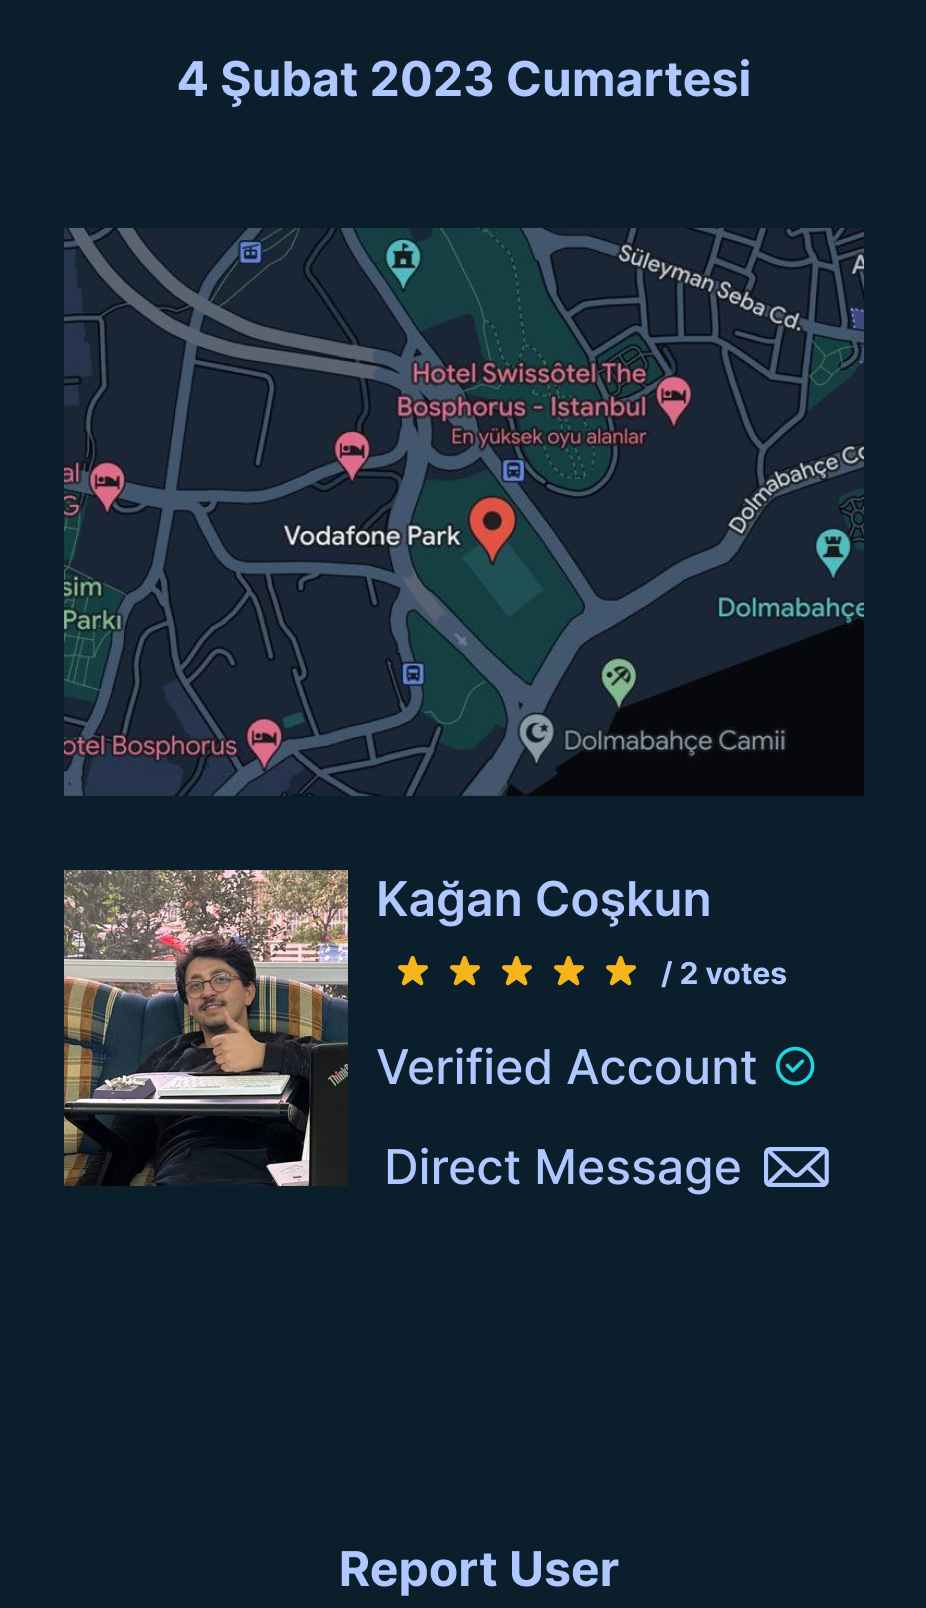 4 Şubat 2023 Cumartesi
Süleyman Seba Cd.
A
Hotel Swissôtel The
Bosphorus - Istanbul
En yüksek oyu alanlar
al
G
Dolmabahçe Cd
Vodafone Park
sim
Parkı
Dolmabahçe
otel Bosphorus
Dolmabahçe Camii
Kağan Coşkun
/ 2 votes
Verified Account
Direct Message
Report User